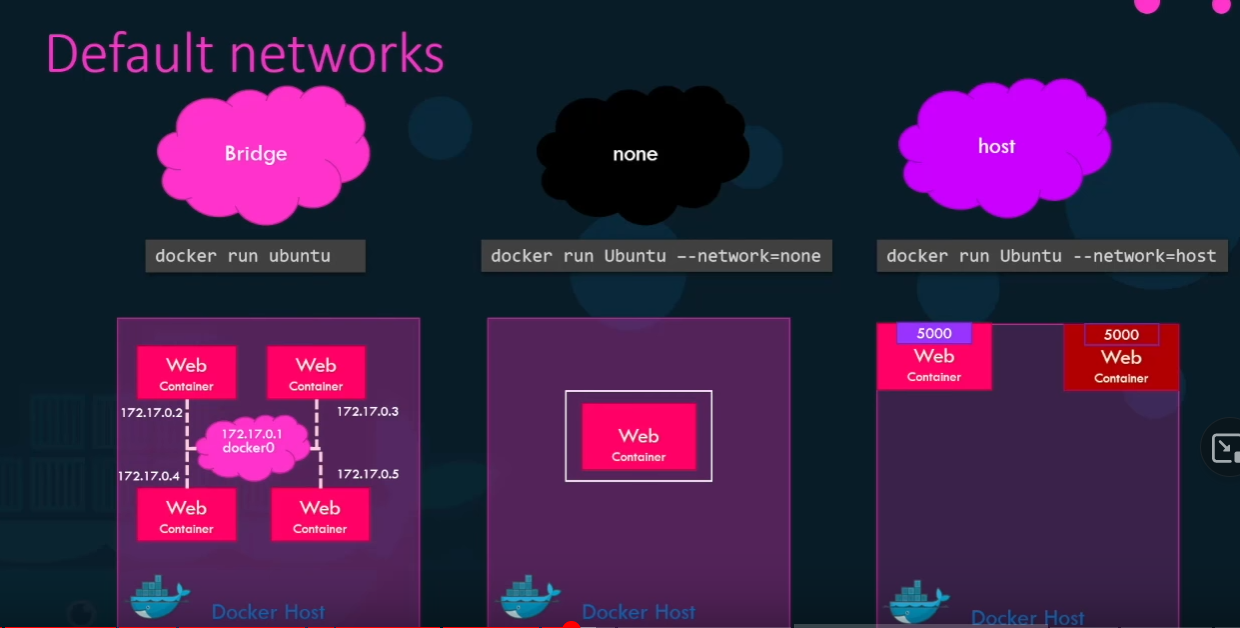 Default networks
Bridge
none
host
docker run ubuntu
docker run Ubuntu --network=none
docker run Ubuntu --network=host
Web
Container
Web
Container
172.17.0.2
172.17.0.3
172.17.0.1
docker0
172.17.0.4
172.17.0.5
Web
Container
Web
Container
Docker Host
Web
Container
Docker Host
5000
Web
Container
5000
Web
Container
Docker Host